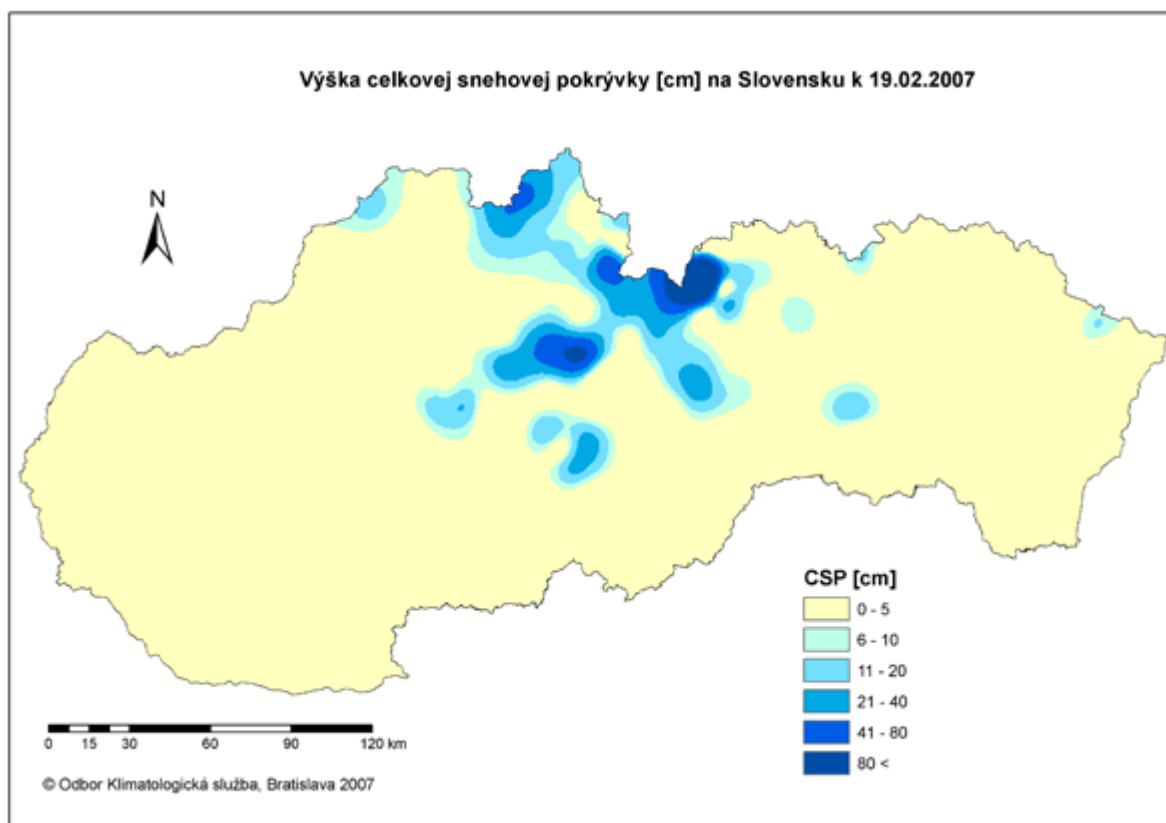 Výška celkovej snehovej pokrývky [cm] na Slovensku k 19.02.2007
N
CSP [cm]
0 - 5
6 - 10
11 - 20
21 - 40
41 - 80
80 <
0 15 30 60 90 120 km
© Odbor Klimatologická služba, Bratislava 2007